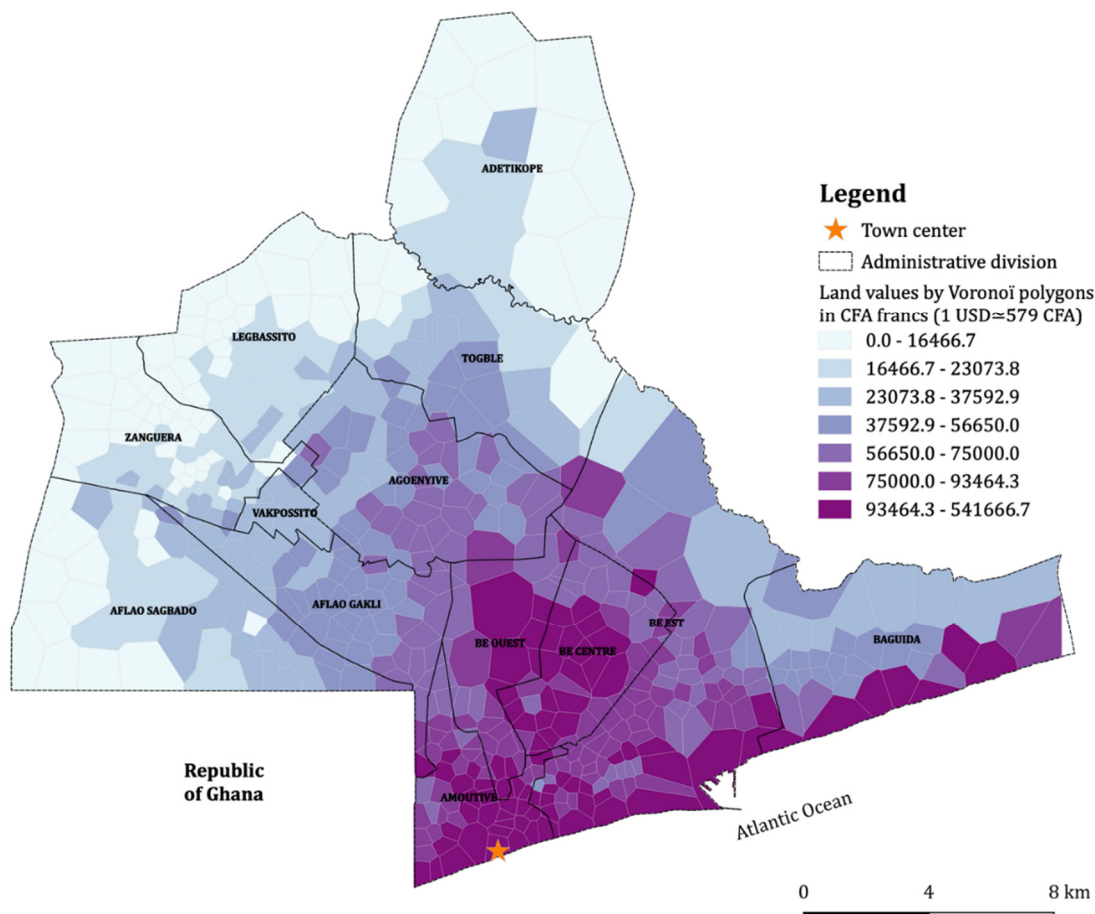 ADETIKOPE
Legend
Town center
Administrative division
Land values by Voronoï polygons
in CFA francs (1 USD≃579 CFA)
0.0 - 16466.7
16466.7 - 23073.8
23073.8 - 37592.9
37592.9 - 56650.0
56650.0 - 75000.0
75000.0 - 93464.3
93464.3 - 541666.7
LEGBASSITO
TOGBLE
ZANGUERA
AGOENYIVE
VAKPOSSITO
AFLAO SAGBADO
AFLAO GAKLI
BE OUEST
BE CENTRE
BE EST
BAGUIDA
Republic
of Ghana
AMOUTIVE
Atlantic Ocean
0 4 8 km